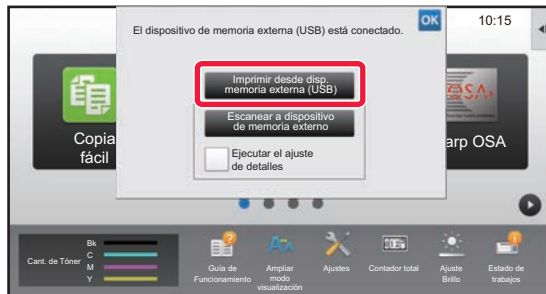 El dispositivo de memoria externa (USB) está conectado.
OK
10:15
Imprimir desde disp.
memoria externa (USB)
Escanear a dispositivo
de memoria externo
Ejecutar el ajuste
de detalles
Copia
fácil
OSA
arp OSA
Cant. de Tóner
Bk
C
M
Y
Guía de
Funcionamiento
Ampliar
modo
visualización
Ajustes
Contador total
Ajuste
Brillo
Estado de
trabajos